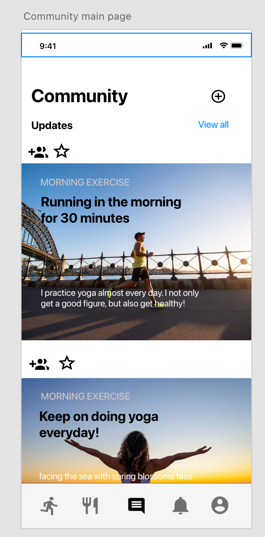 Community main page
9:41
Community
Updates
View all
MORNING EXERCISE
Running in the morning
for 30 minutes
I practice yoga almost every day. I not only
get a good figure, but also get healthy!
MORNING EXERCISE
Keep on doing yoga
everyday!
facing the sea with spring blossoms race